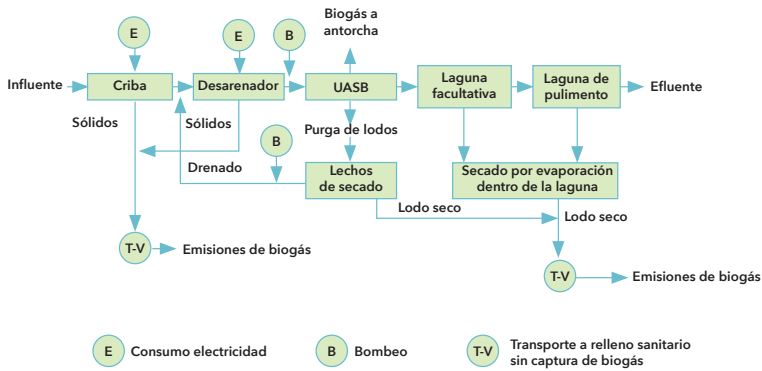 Biogás a
antorcha
E
E
B
Influente
Criba
Desarenador
UASB
Laguna
facultativa
Laguna de
pulimento
Efluente
Sólidos
Sólidos
Purga de lodos
B
Drenado
Lechos
de secado
Secado por evaporación
dentro de la laguna
Lodo seco
Lodo seco
T-V
Emisiones de biogás
T-V
Emisiones de biogás
E
Consumo electricidad
B
Bombeo
T-V
Transporte a relleno sanitario
sin captura de biogás